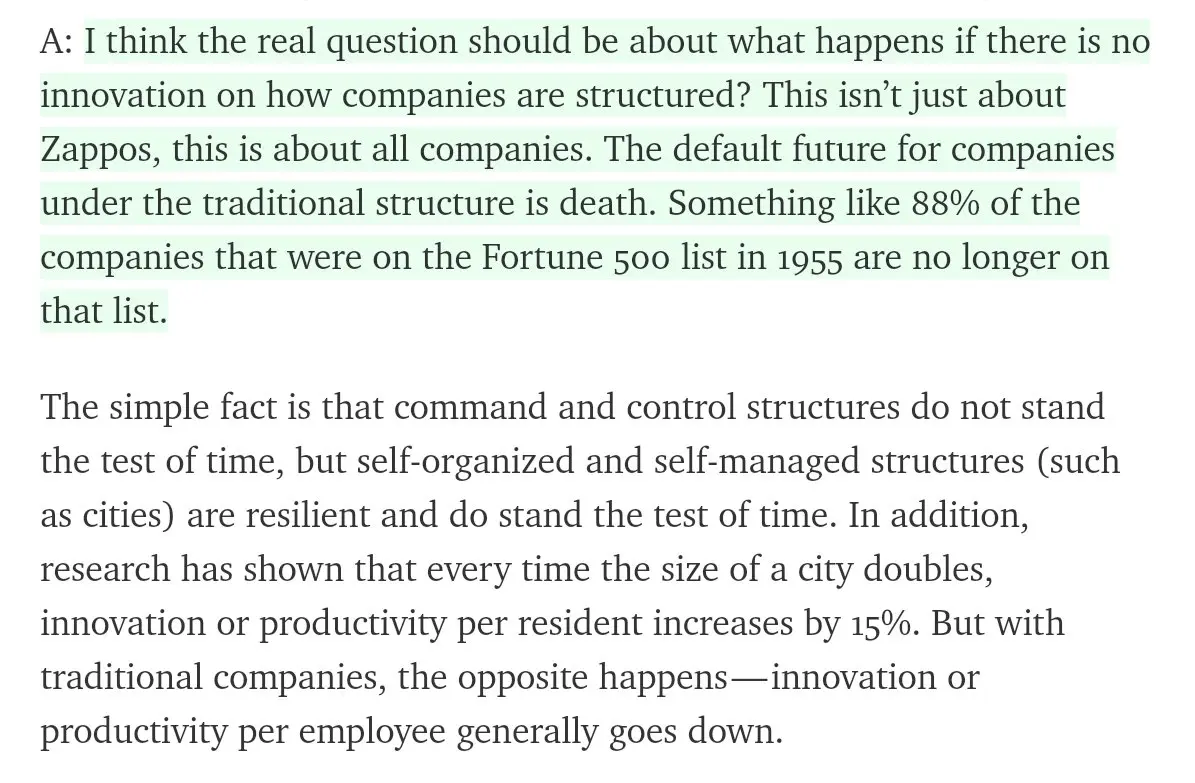 A: I think the real question should be about what happens if there is no
innovation on how companies are structured? This isn’t just about
Zappos, this is about all companies. The default future for companies
under the traditional structure is death. Something like 88% of the
companies that were on the Fortune 500 list in 1955 are no longer on
that list.
The simple fact is that command and control structures do not stand
the test of time, but self-organized and self-managed structures (such
as cities) are resilient and do stand the test of time. In addition,
research has shown that every time the size of a city doubles,
innovation or productivity per resident increases by 15%. But with
traditional companies, the opposite happens—innovation or
productivity per employee generally goes down.